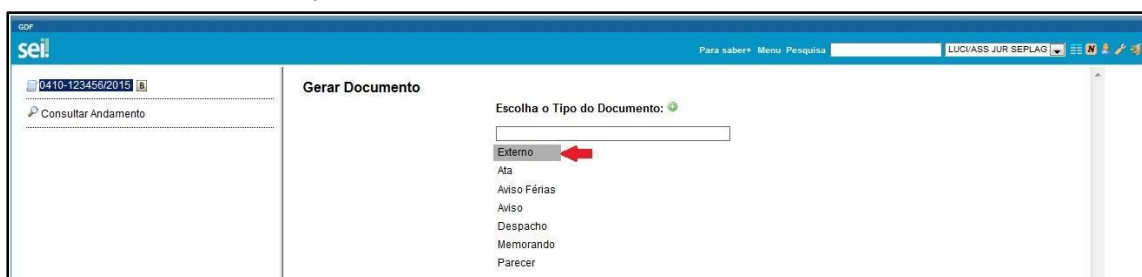 GDF
sei!
Para saber+ Menu Pesquisa LUCI/ASS JUR SEPLAG N
0410-123456/2015 B
Consultar Andamento
Gerar Documento
Escolha o Tipo do Documento:
Externo
Ata
Aviso Férias
Aviso
Despacho
Memorando
Parecer